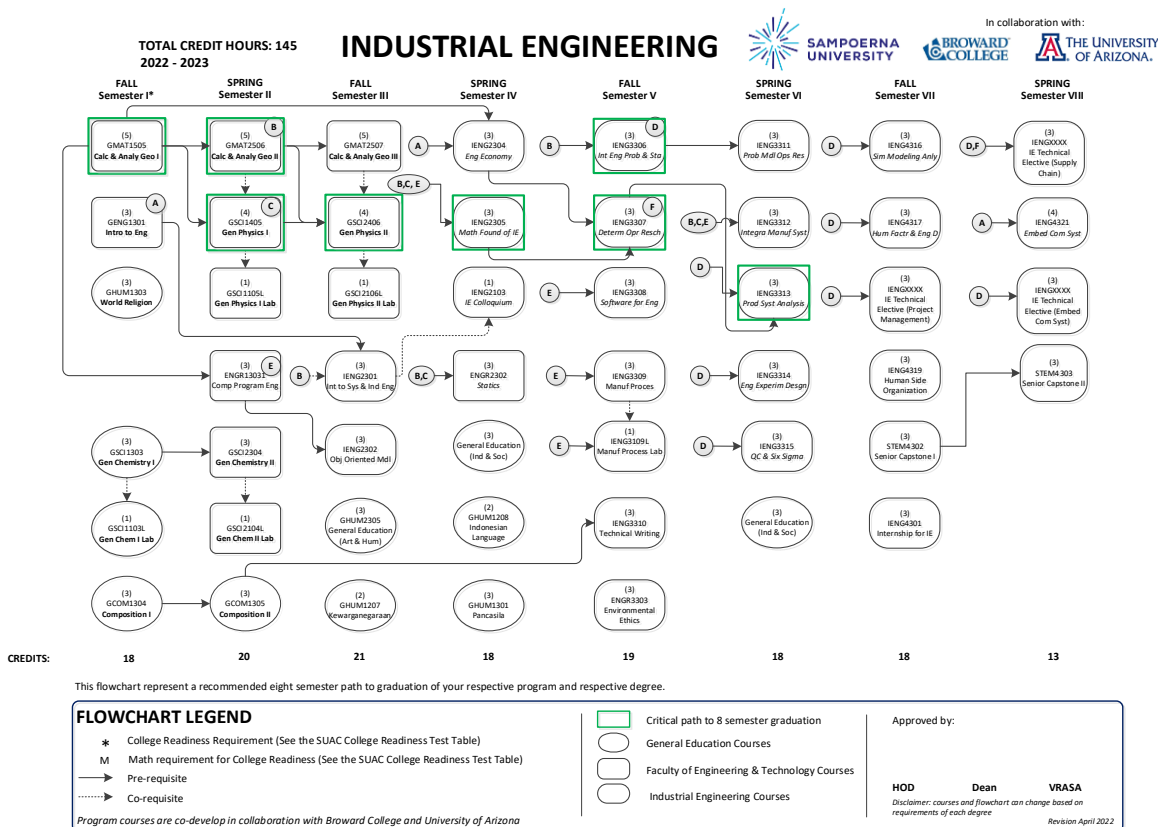 TOTAL CREDIT HOURS: 145
2022 - 2023
INDUSTRIAL ENGINEERING
SAMPOERNA
UNIVERSITY
In collaboration with:
BROWARD
COLLEGE
THE UNIVERSITY
OF ARIZONA.
FALL
Semester I*
SPRING
Semester II
FALL
Semester III
SPRING
Semester IV
FALL
Semester V
SPRING
Semester VI
FALL
Semester VII
SPRING
Semester VIII
(5)
GMAT1505
Calc & Analy Geo I
B
(5)
GMAT2506
Calc & Analy Geo II
(5)
GMAT2507
Calc & Analy Geo III
A
(3)
IENG2304
Eng Economy
B
D
(3)
IENG3306
Int Eng Prob & Sta
(3)
IENG3311
Prob Mdl Ops Res
D
(3)
IENG4316
Sim Modeling Anly
D,F
(3)
IENGXXXX
IE Technical
Elective (Supply
Chain)
A
(3)
GENG1301
Intro to Eng
C
(4)
GSCI1405
Gen Physics I
(4)
GSCI2406
Gen Physics II
B,C, E
(3)
IENG2305
Math Found of IE
F
(3)
IENG3307
Determ Opr Resch
B,C,E
(3)
IENG3312
Integra Manuf Syst
D
(3)
IENG4317
Hum Factr & Eng D
A
(4)
IENG4321
Embed Com Syst
(3)
GHUM1303
World Religion
(1)
GSCI1105L
Gen Physics I Lab
(1)
GSCI2106L
Gen Physics II Lab
(1)
IENG2103
IE Colloquium
E
(3)
IENG3308
Software for Eng
D
(3)
IENG3313
Prod Syst Analysis
D
(3)
IENGXXXX
IE Technical
Elective (Project
Management)
D
(3)
IENGXXXX
IE Technical
Elective (Embed
Com Syst)
E
(3)
ENGR13031
Comp Program Eng
B
(3)
IENG2301
Int to Sys & Ind Eng
B,C
(3)
ENGR2302
Statics
E
(3)
IENG3309
Manuf Proces
D
(3)
IENG3314
Eng Experim Desgn
(3)
IENG4319
Human Side
Organization
(3)
STEM4303
Senior Capstone II
(3)
GSCI1303
Gen Chemistry I
(3)
GSCI2304
Gen Chemistry II
(3)
IENG2302
Obj Oriented Mdl
(3)
General Education
(Ind & Soc)
E
(1)
IENG3109L
Manuf Process Lab
D
(3)
IENG3315
QC & Six Sigma
(3)
STEM4302
Senior Capstone I
(1)
GSCI1103L
Gen Chem I Lab
(1)
GSCI2104L
Gen Chem II Lab
(3)
GHUM2305
General Education
(Art & Hum)
(2)
GHUM1208
Indonesian
Language
(3)
IENG3310
Technical Writing
(3)
General Education
(Ind & Soc)
(3)
IENG4301
Internship for IE
(3)
GCOM1304
Composition I
(3)
GCOM1305
Composition II
(2)
GHUM1207
Kewarganegaraan
(3)
GHUM1301
Pancasila
(3)
ENGR3303
Environmental
Ethics
CREDITS: 18 20 21 18 19 18 18 13
This flowchart represent a recommended eight semester path to graduation of your respective program and respective degree.
FLOWCHART LEGEND
* College Readiness Requirement (See the SUAC College Readiness Test Table)
M Math requirement for College Readiness (See the SUAC College Readiness Test Table)
Pre-requisite
Co-requisite
Program courses are co-develop in collaboration with Broward College and University of Arizona
Critical path to 8 semester graduation
General Education Courses
Faculty of Engineering & Technology Courses
Industrial Engineering Courses
Approved by:
HOD Dean VRASA
Disclaimer: courses and flowchart can change based on
requirements of each degree
Revision April 2022